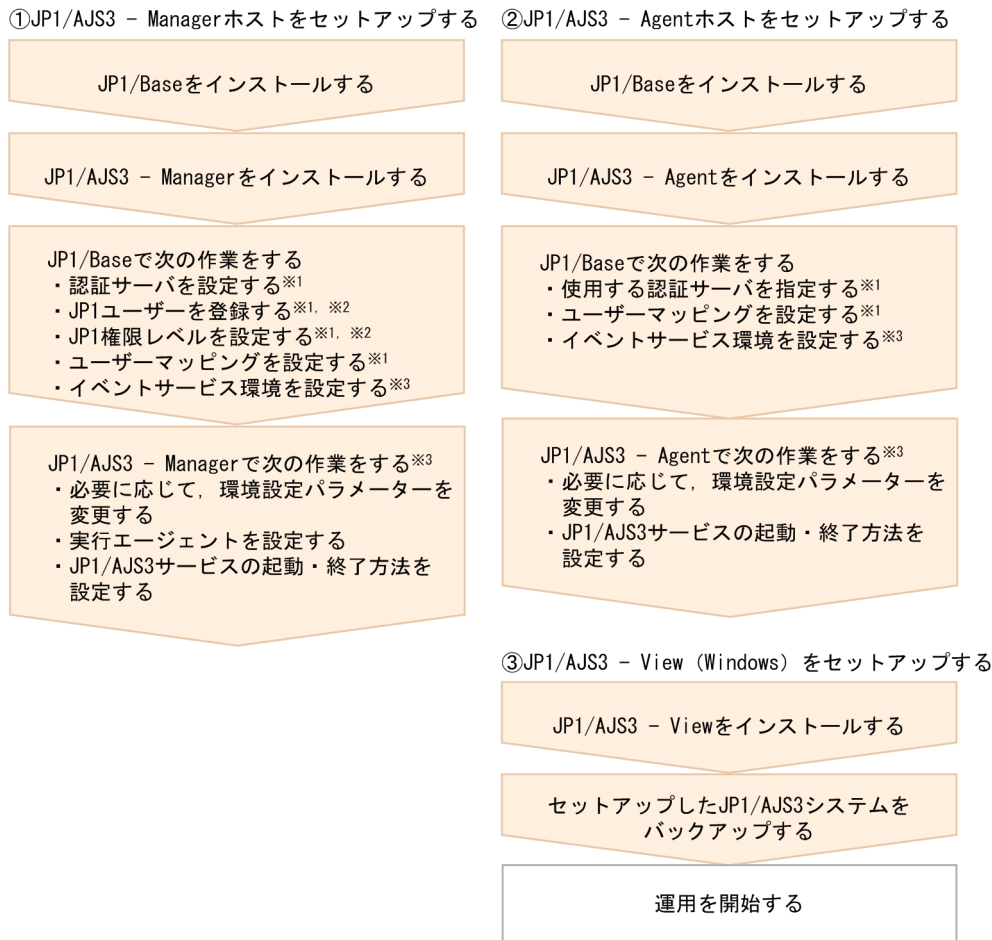 ①JP1/AJS3 − Managerホストをセットアップする
JP1/Baseをインストールする
JP1/AJS3 − Managerをインストールする
JP1/Baseで次の作業をする
・認証サーバを設定する※1
・JP1ユーザーを登録する※1, ※2
・JP1権限レベルを設定する※1, ※2
・ユーザーマッピングを設定する※1
・イベントサービス環境を設定する※3
JP1/AJS3 − Managerで次の作業をする※3
・必要に応じて，環境設定パラメーターを
変更する
・実行エージェントを設定する
・JP1/AJS3サービスの起動・終了方法を
設定する
②JP1/AJS3 − Agentホストをセットアップする
JP1/Baseをインストールする
JP1/AJS3 − Agentをインストールする
JP1/Baseで次の作業をする
・使用する認証サーバを指定する※1
・ユーザーマッピングを設定する※1
・イベントサービス環境を設定する※3
JP1/AJS3 − Agentで次の作業をする※3
・必要に応じて，環境設定パラメーターを
変更する
・JP1/AJS3サービスの起動・終了方法を
設定する
③JP1/AJS3 − View（Windows）をセットアップする
JP1/AJS3 − Viewをインストールする
セットアップしたJP1/AJS3システムを
バックアップする
運用を開始する